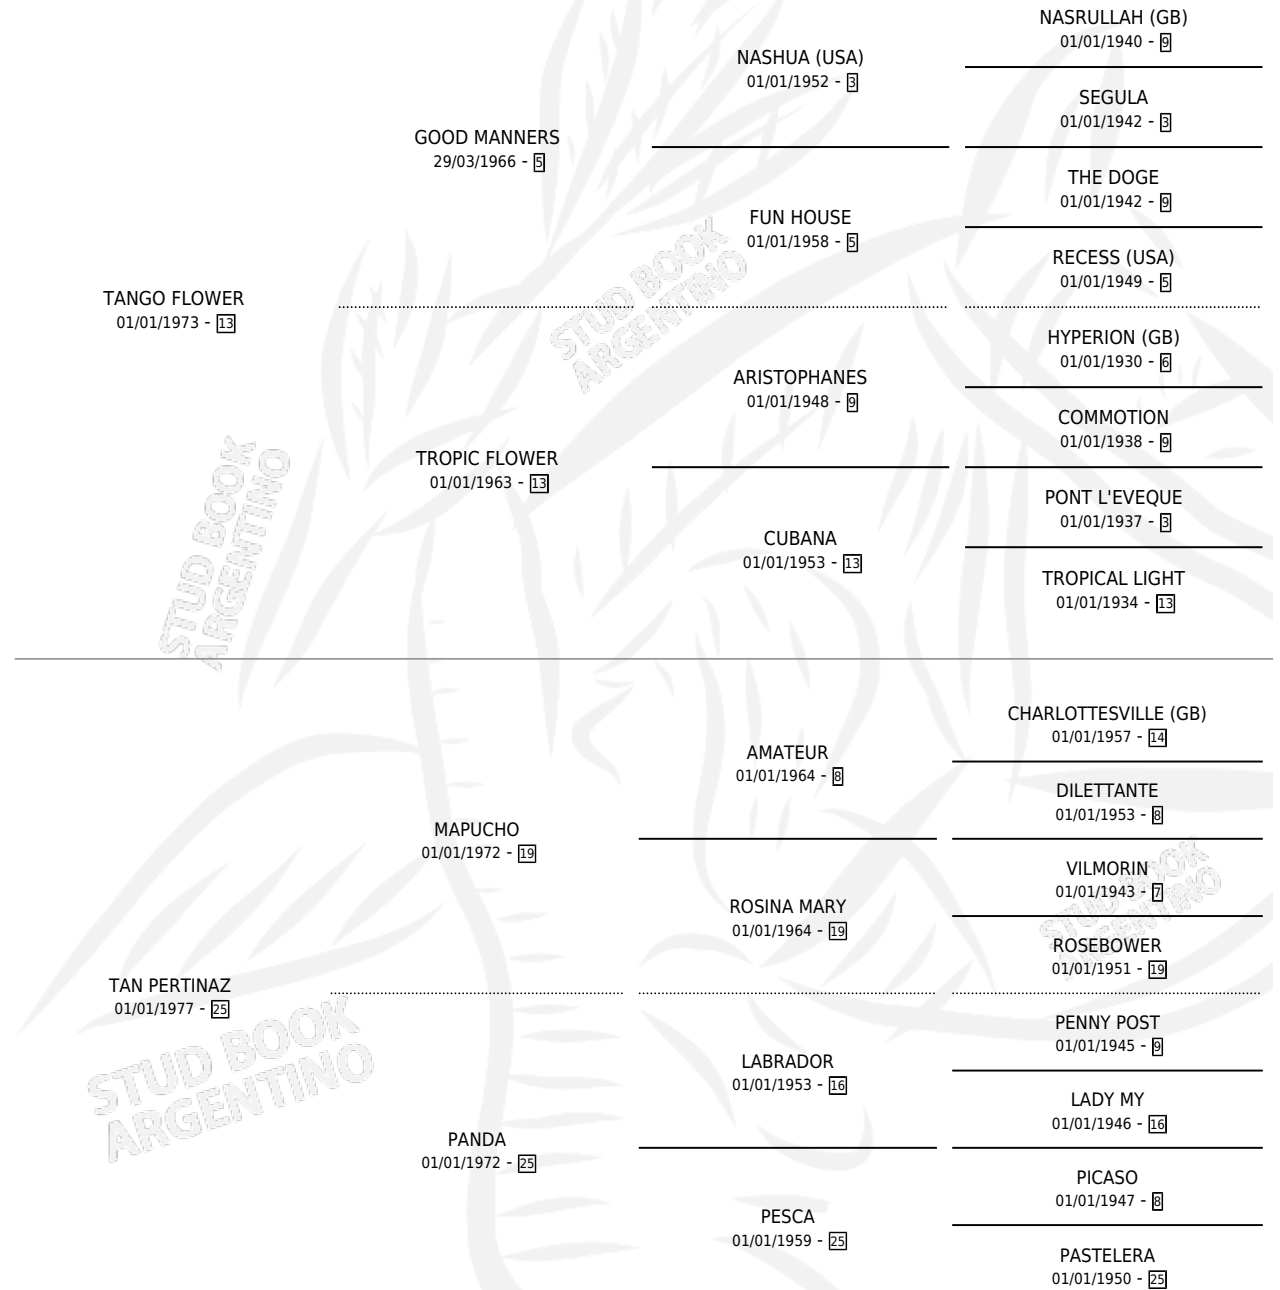 NASRULLAH (GB)
01/01/1940 - 9
NASHUA (USA)
01/01/1952 - 3
SEGULA
01/01/1942 - 3
GOOD MANNERS
29/03/1966 - 5
THE DOGE
01/01/1942 - 9
FUN HOUSE
01/01/1958 - 5
RECESS (USA)
01/01/1949 - 5
TANGO FLOWER
01/01/1973 - 13
HYPERION (GB)
01/01/1930 - 6
ARISTOPHANES
01/01/1948 - 9
COMMOTION
01/01/1938 - 9
TROPIC FLOWER
01/01/1963 - 13
PONT L'EVEQUE
01/01/1937 - 3
CUBANA
01/01/1953 - 13
TROPICAL LIGHT
01/01/1934 - 13
CHARLOTTESVILLE (GB)
01/01/1957 - 14
AMATEUR
01/01/1964 - 8
DILETTANTE
01/01/1953 - 8
MAPUCHO
01/01/1972 - 19
VILMORIN
01/01/1943 - 7
ROSINA MARY
01/01/1964 - 19
ROSEBOWER
01/01/1951 - 19
TAN PERTINAZ
01/01/1977 - 25
PENNY POST
01/01/1945 - 9
LABRADOR
01/01/1953 - 16
LADY MY
01/01/1946 - 16
PANDA
01/01/1972 - 25
PICASO
01/01/1947 - 8
PESCA
01/01/1959 - 25
PASTELERA
01/01/1950 - 25
STUD BOOK
ARGENTINO
STUD BOOK
ARGENTINO
STUD BOOK
ARGENTINO
STUD BOOK
ARGENTINO